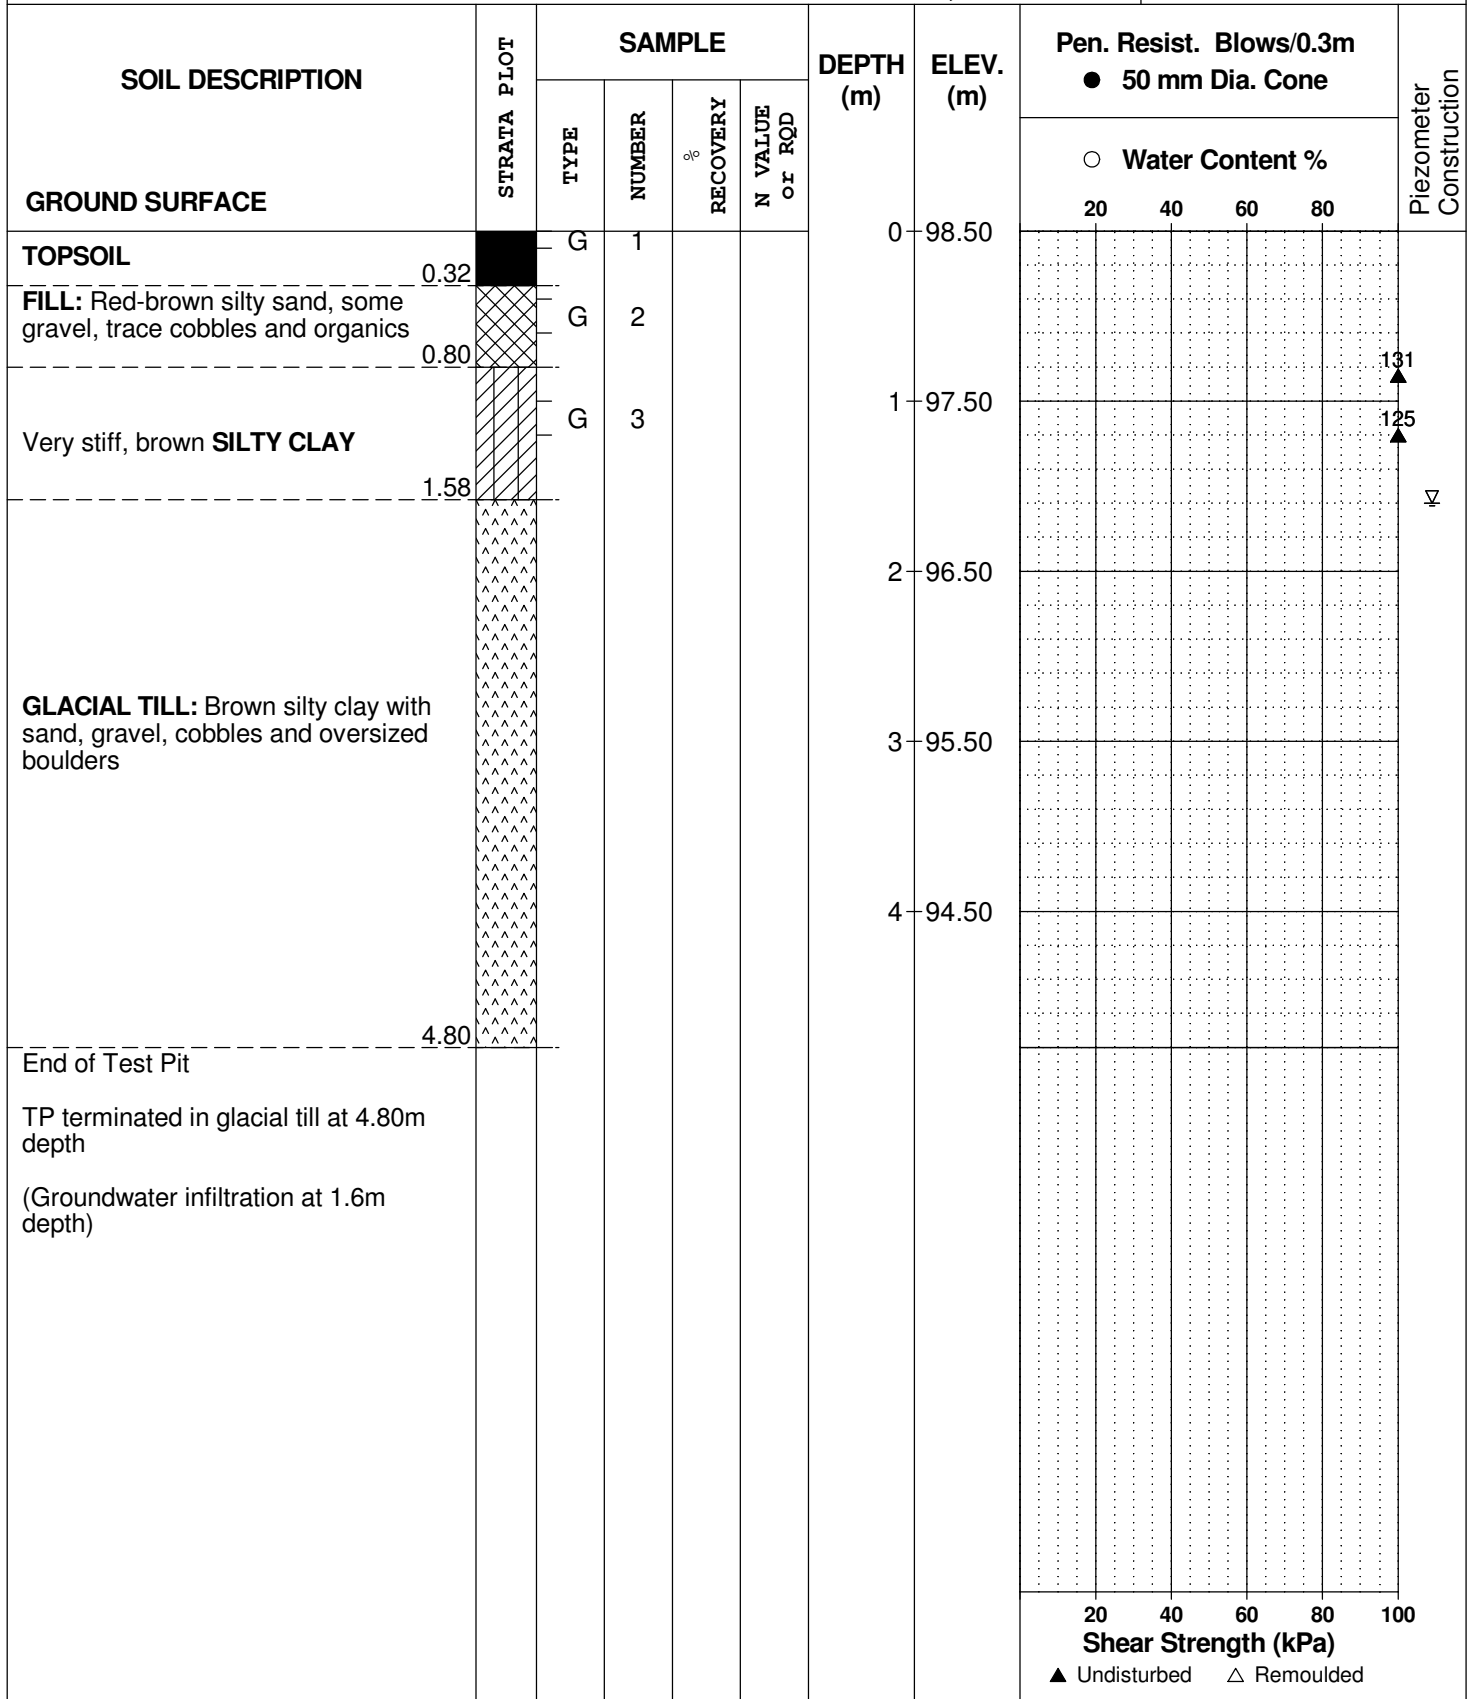 SOIL DESCRIPTION
GROUND SURFACE
STRATA PLOT
SAMPLE
TYPE
NUMBER
%
RECOVERY
N VALUE
or RQD
DEPTH
(m)
ELEV.
(m)
Pen. Resist. Blows/0.3m
● 50 mm Dia. Cone
○ Water Content %
20 40 60 80
Piezometer
Construction
0 98.50
TOPSOIL
0.32
G 1
FILL: Red-brown silty sand, some
gravel, trace cobbles and organics
0.80
G 2
131
1 97.50
G 3
125
Very stiff, brown SILTY CLAY
1.58
2 96.50
GLACIAL TILL: Brown silty clay with
sand, gravel, cobbles and oversized
boulders
3 95.50
4 94.50
4.80
End of Test Pit
TP terminated in glacial till at 4.80m
depth
(Groundwater infiltration at 1.6m
depth)
20 40 60 80 100
Shear Strength (kPa)
▲ Undisturbed △ Remoulded